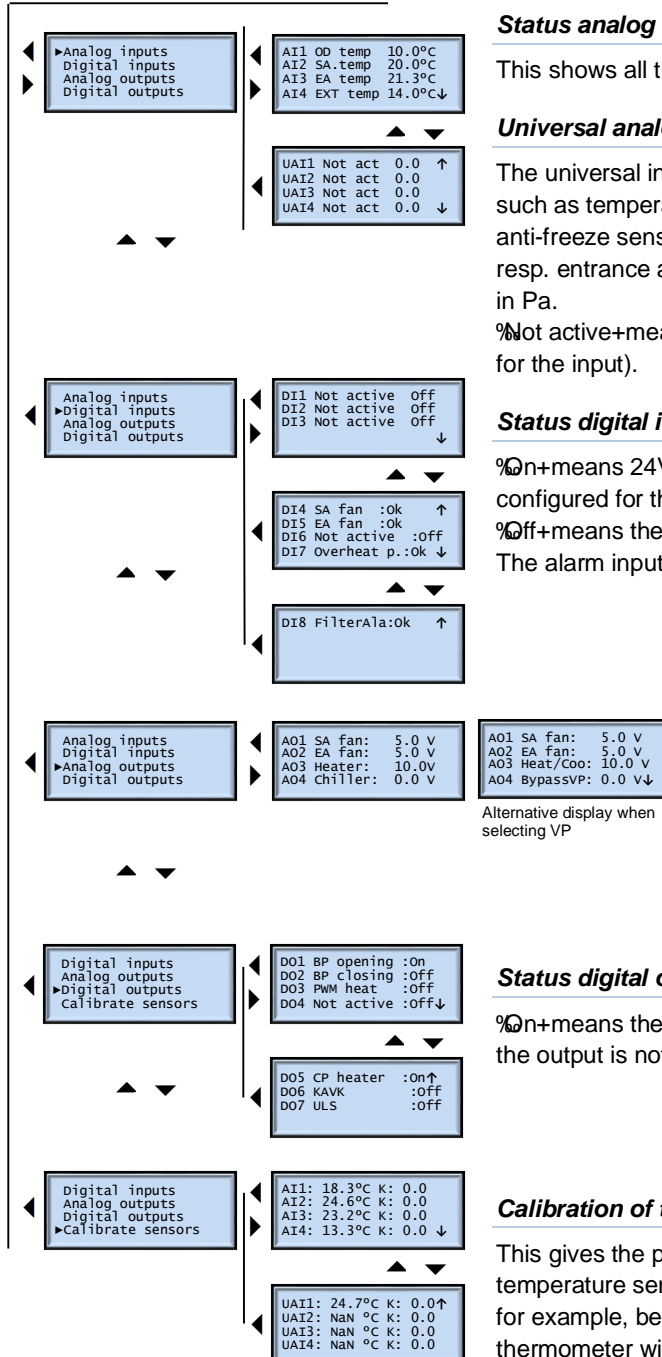 Analog inputs
Digital inputs
Analog outputs
Digital outputs
AI1 OD temp 10.0ºC
AI2 SA.temp 20.0ºC
AI3 EA temp 21.3ºC
AI4 EXT temp 14.0ºC↓
UAI1 Not act 0.0 ↑
UAI2 Not act 0.0
UAI3 Not act 0.0
UAI4 Not act 0.0 ↓
Status analog
This shows all
Universal
The universal
such as
anti-freeze
resp. entrance
in Pa.
‰Not active+
for the input).
Analog inputs
►Digital inputs
Analog outputs
Digital outputs
DI1 Not active Off
DI2 Not active Off
DI3 Not active Off
↓
DI4 SA fan :Ok ↑
DI5 EA fan :Ok
DI6 Not active :Off
DI7 Overheat p.:Ok ↓
DI8 FilterAla:Ok ↑
Status digital
‰On+means 24
configured for
‰Off+means the
The alarm
Analog inputs
Digital inputs
►Analog outputs
Digital outputs
AO1 SA fan: 5.0 V
AO2 EA fan: 5.0 V
AO3 Heater: 10.0V
AO4 Chiller: 0.0 V
AO1 SA fan: 5.0 V
AO2 EA fan: 5.0 V
AO3 Heat/Coo: 10.0 V
AO4 BypassVP: 0.0 V↓
Alternative display when
selecting VP
Digital inputs
Analog outputs
►Digital outputs
Calibrate sensors
DO1 BP opening :On
DO2 BP closing :Off
DO3 PWM heat :Off
DO4 Not active :Off↓
DO5 CP heater :On↑
DO6 KAVK :Off
DO7 ULS :Off
Status digital
‰On+means the
the output is
Digital inputs
Analog outputs
Digital outputs
►Calibrate sensors
AI1: 18.3ºC K: 0.0
AI2: 24.6ºC K: 0.0
AI3: 23.2ºC K: 0.0
AI4: 13.3ºC K: 0.0 ↓
UAI1: 24.7ºC K: 0.0↑
UAI2: NaN ºC K: 0.0
UAI3: NaN ºC K: 0.0
UAI4: NaN ºC K: 0.0
Calibration of
This gives the
temperature
for example,
thermometer